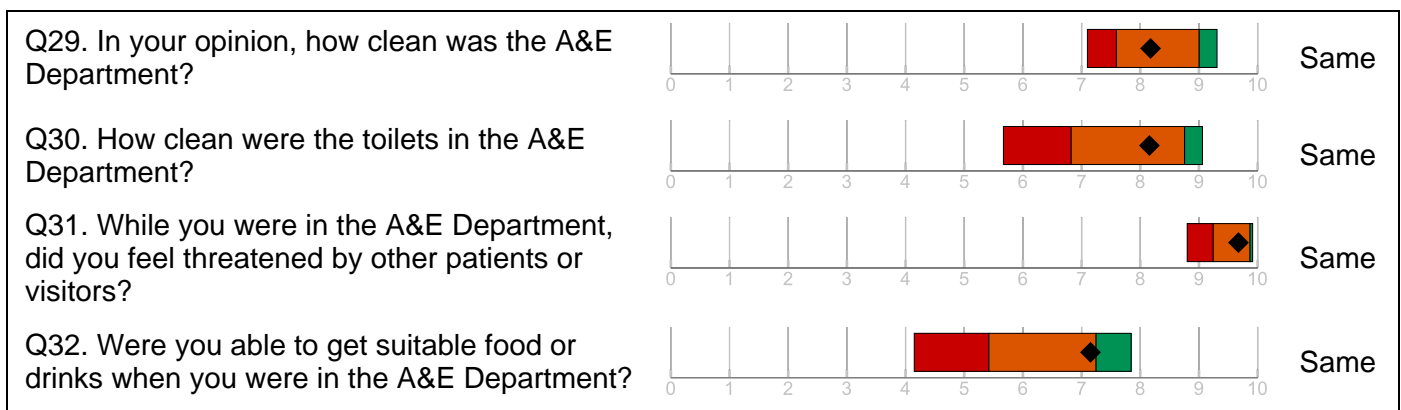 Q29. In your opinion, how clean was the A&E
Department?
Same
0 1 2 3 4 5 6 7 8 9 10
Q30. How clean were the toilets in the A&E
Department?
Same
0 1 2 3 4 5 6 7 8 9 10
Q31. While you were in the A&E Department,
did you feel threatened by other patients or
visitors?
Same
0 1 2 3 4 5 6 7 8 9 10
Q32. Were you able to get suitable food or
drinks when you were in the A&E Department?
Same
0 1 2 3 4 5 6 7 8 9 10